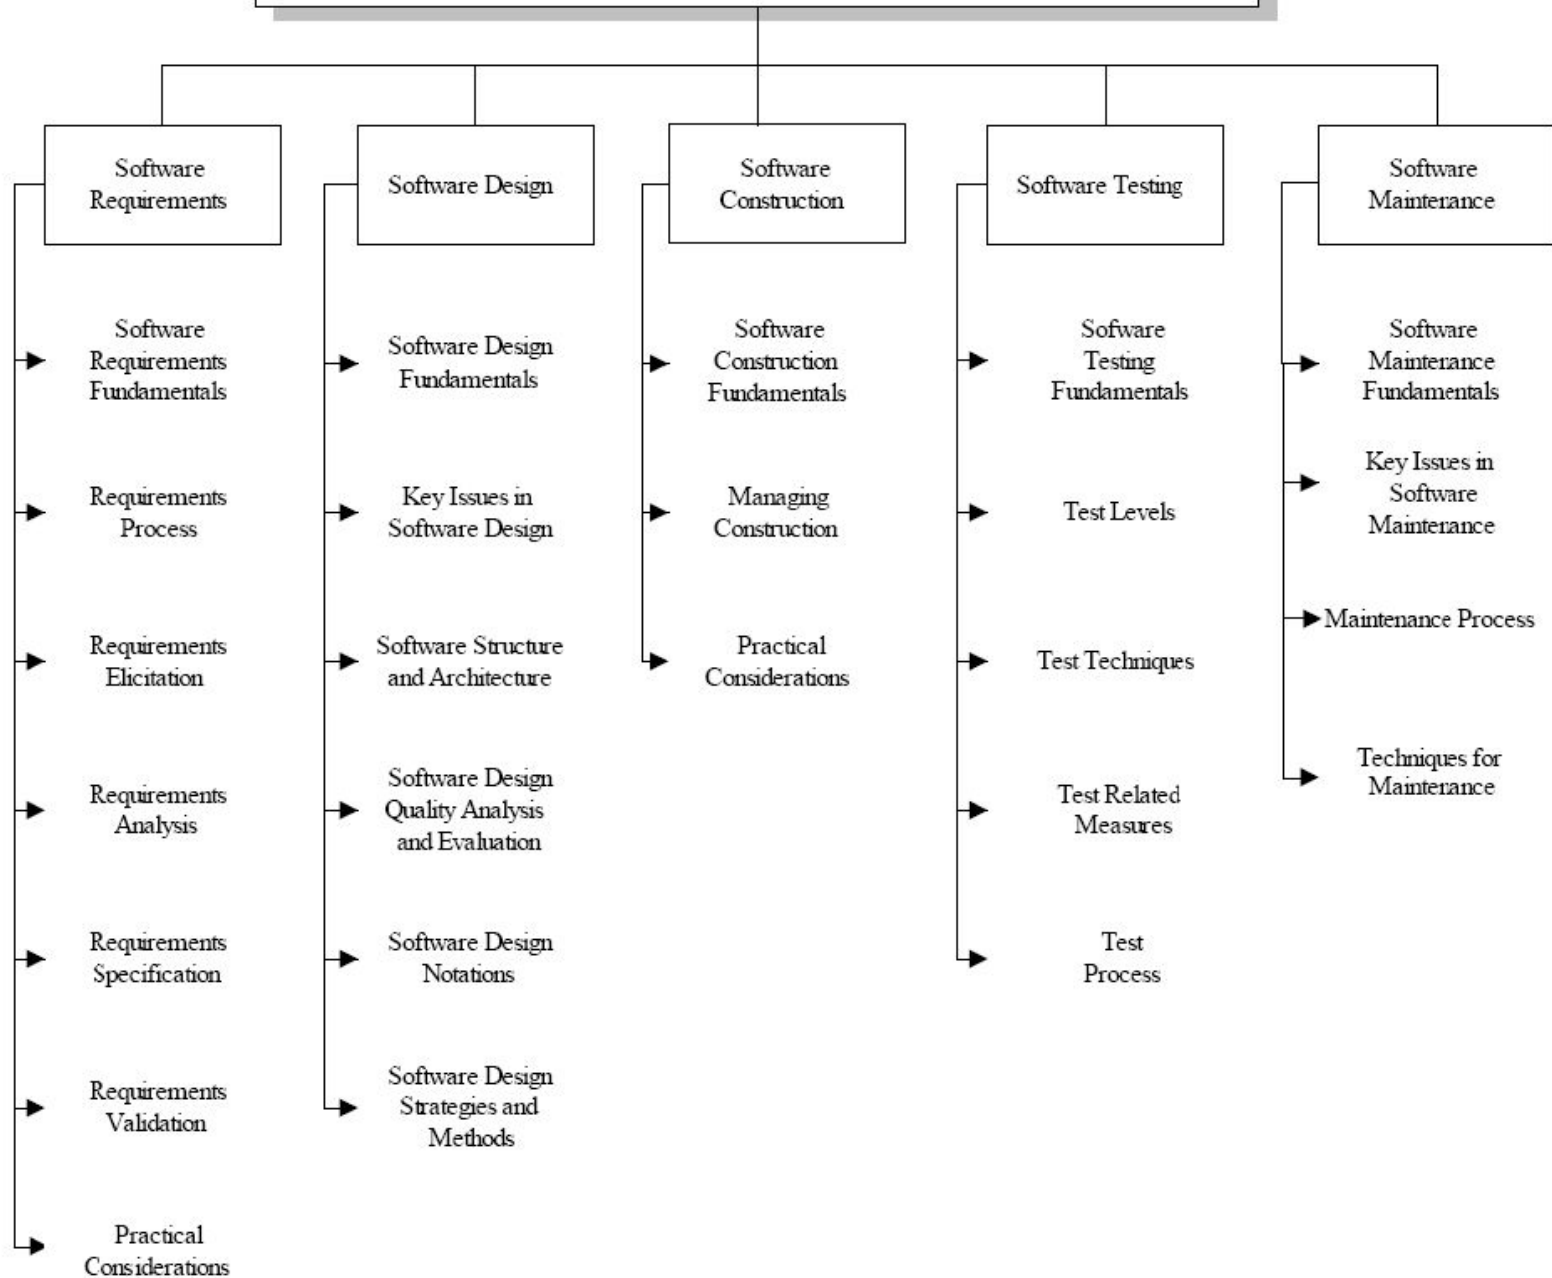 Software
Requirements
Software Design
Software
Construction
Software Testing
Software
Maintenance
Software
Requirements
Fundamentals
Requirements
Process
Requirements
Elicitation
Requirements
Analysis
Requirements
Specification
Requirements
Validation
Practical
Considerations
Software Design
Fundamentals
Key Issues in
Software Design
Software Structure
and Architecture
Software Design
Quality Analysis
and Evaluation
Software Design
Notations
Software Design
Strategies and
Methods
Software
Construction
Fundamentals
Managing
Construction
Practical
Considerations
Sofware
Testing
Fundamentals
Test Levels
Test Techniques
Test Related
Measures
Test
Process
Software
Maintenance
Fundamentals
Key Issues in
Software
Maintenance
Maintenance Process
Techniques for
Maintenance